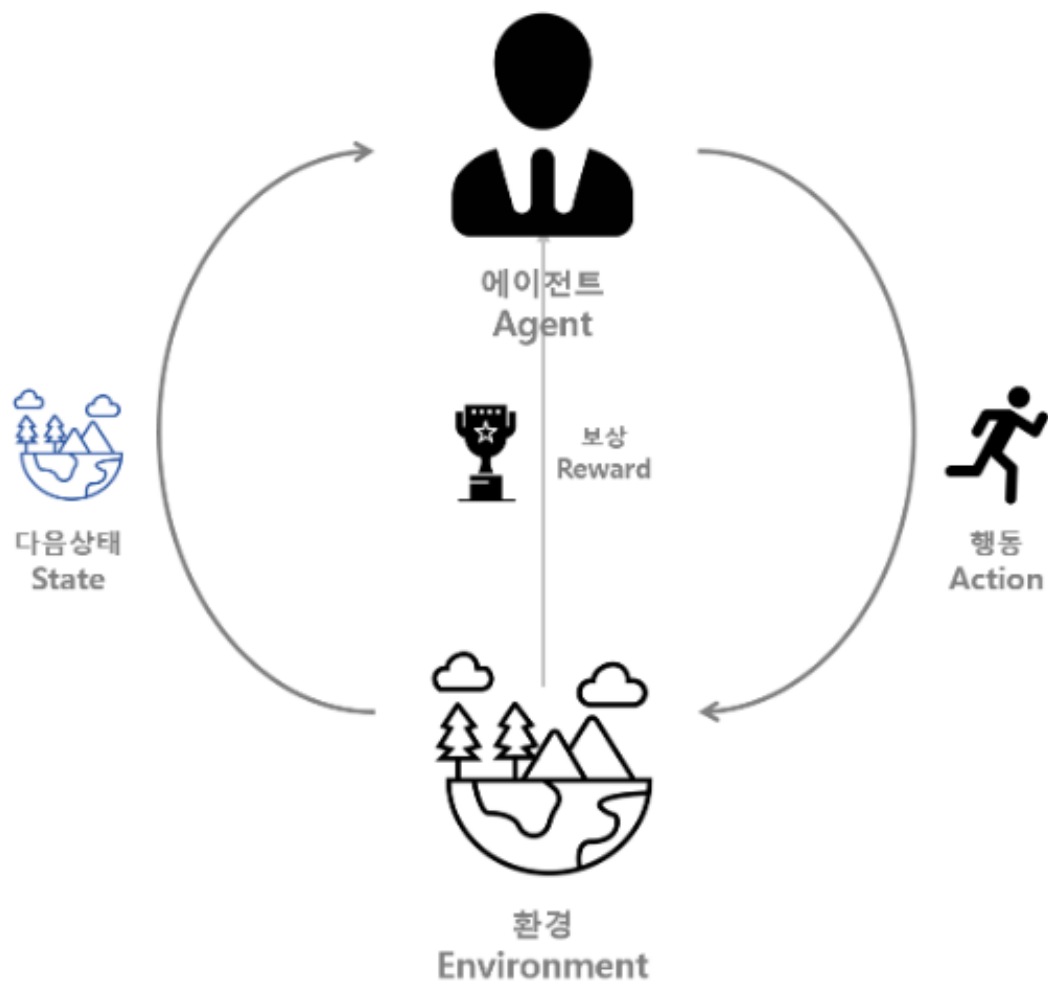 에이전트
Agent
보상
Reward
다음상태
State
행동
Action
환경
Environment